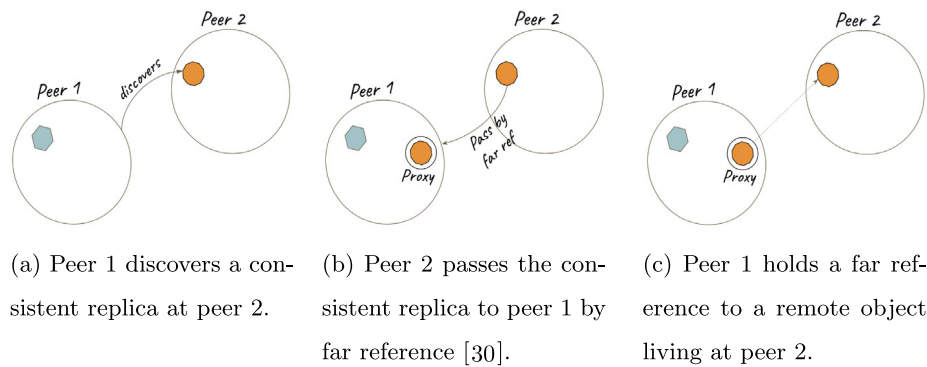 Peer 2
Peer 1
discovers
Peer 2
Peer 1
Pass by
far ref
Proxy
Peer 2
Peer 1
Proxy
(a) Peer 1 discovers a con-
sistent replica at peer 2.
(b) Peer 2 passes the con-
sistent replica to peer 1 by
far reference [30].
(c) Peer 1 holds a far ref-
erence to a remote object
living at peer 2.